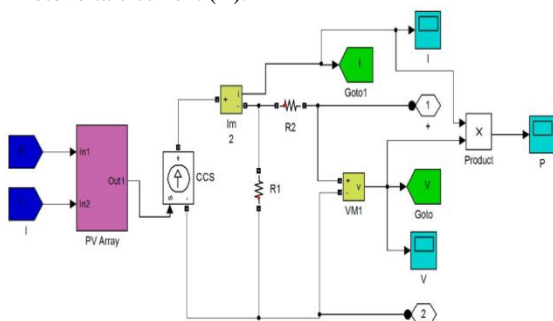 I
Goto1
I
+
i
-
Im
2
R2
1
+
X
Product
P
In1
In2
Out1
PV Array
I
CCS
+
s
-
R1
+
-
v
VM1
V
Goto
V
2